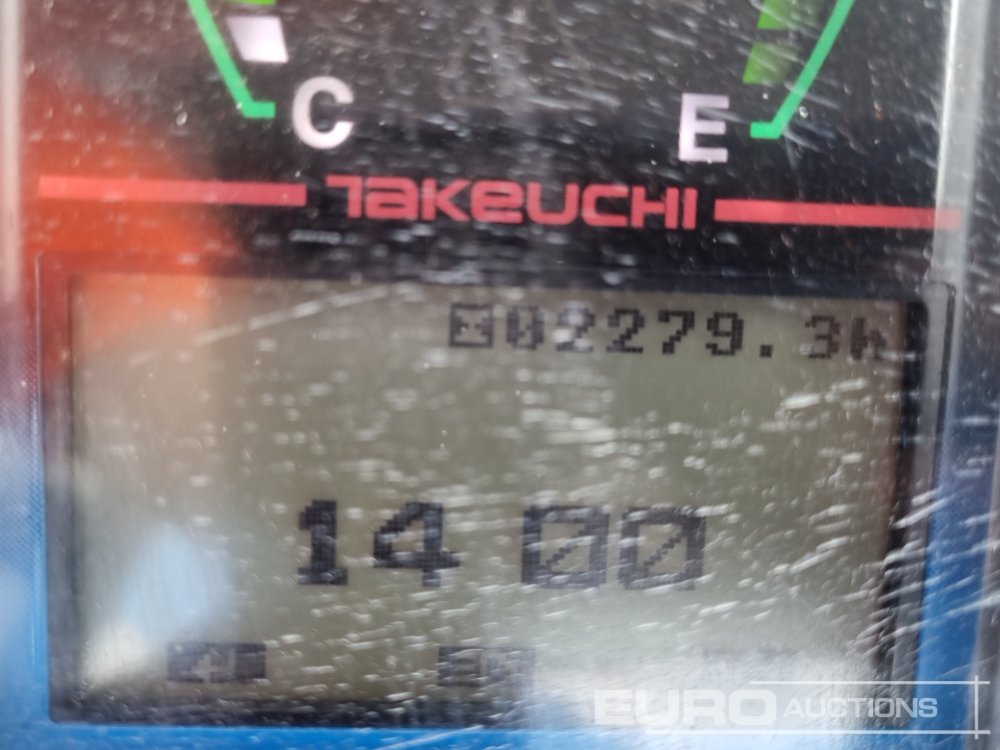 C E
TAKEUCHI
02279.3h
14 00
EURO AUCTIONS